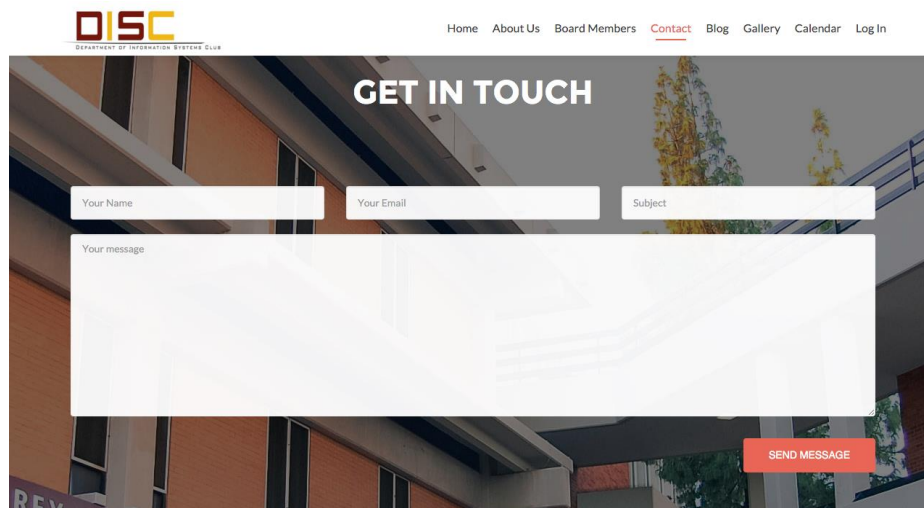 DISC
DEPARTMENT OF INFORMATION SYSTEMS CLUB
Home About Us Board Members Contact Blog Gallery Calendar Log In
GET IN TOUCH
Your Name Your Email Subject
Your message
SEND MESSAGE